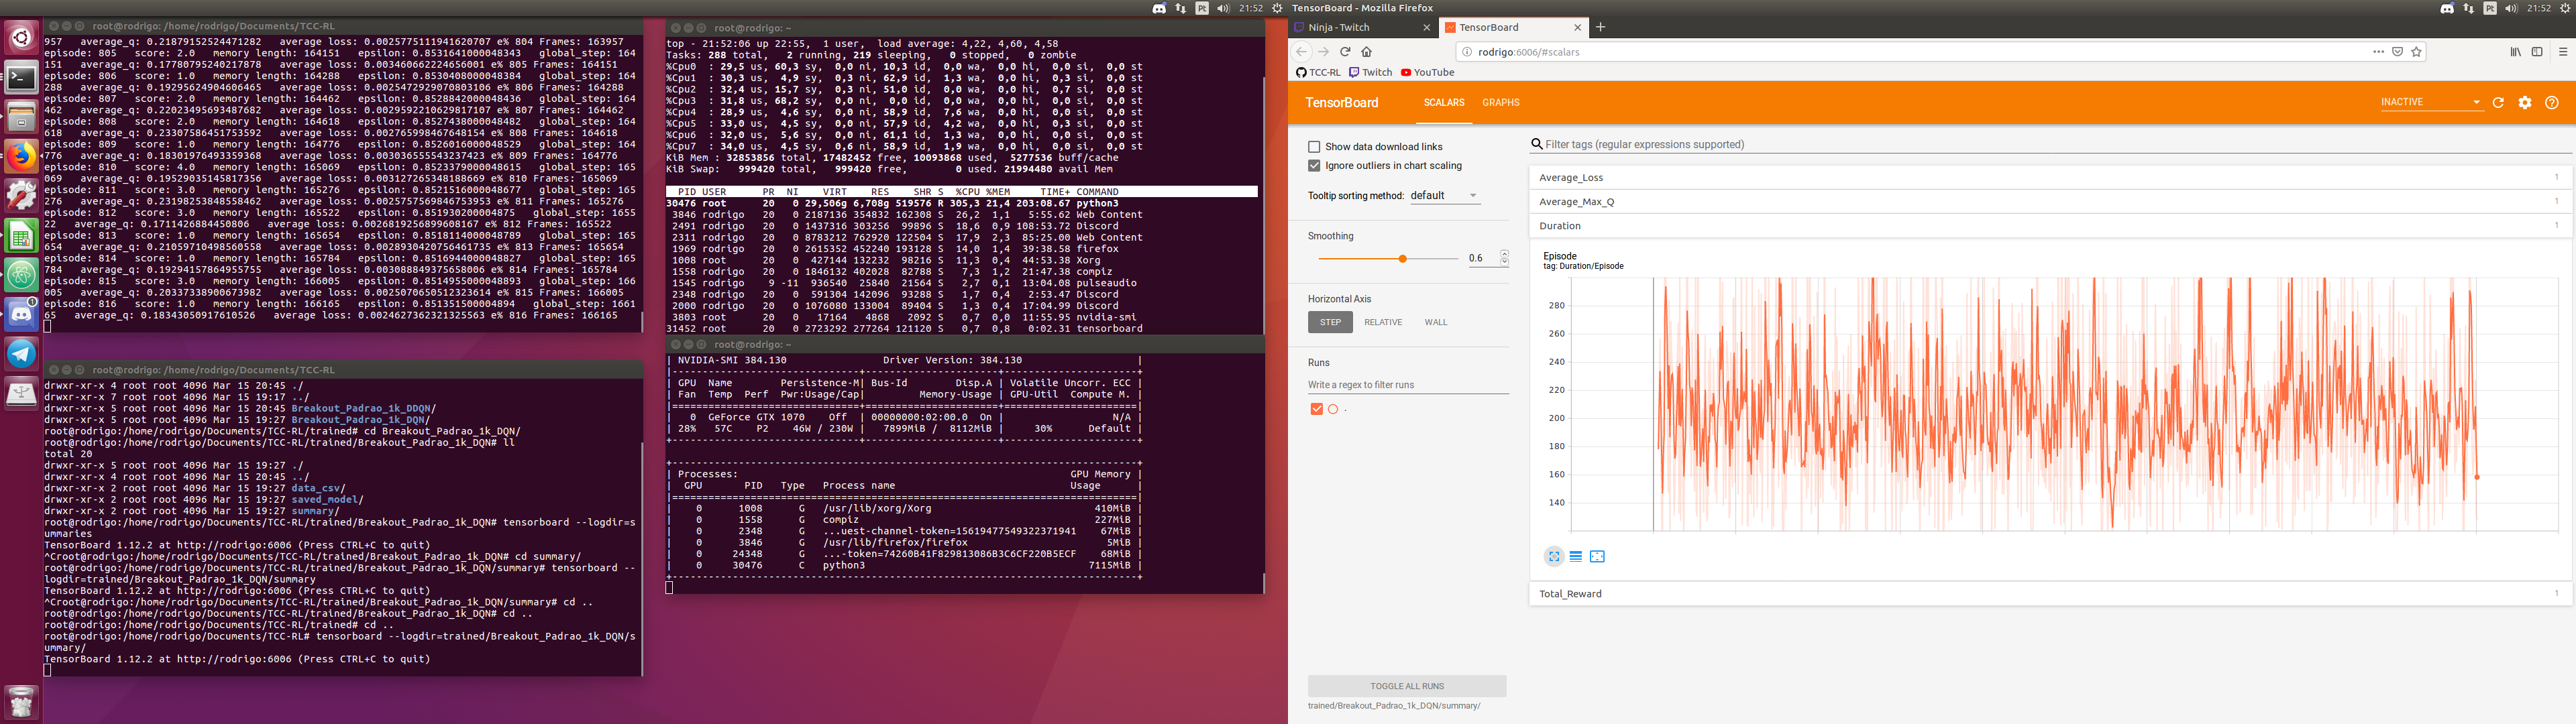 root@rodrigo: /home/rodrigo/Documents/TCC-RL
957   average_q: 0.21879152524471282   average loss: 0.0025775111941620707 e% 804 Frames: 163957
episode: 805   score: 2.0   memory length: 164151   epsilon: 0.8531641000048343   global_step: 164
151   average_q: 0.17780795240217878   average loss: 0.003460662224656001 e% 805 Frames: 164151
episode: 806   score: 1.0   memory length: 164288   epsilon: 0.8530408000048384   global_step: 164
288   average_q: 0.19295624904606465   average loss: 0.0025472929070803106 e% 806 Frames: 164288
episode: 807   score: 2.0   memory length: 164462   epsilon: 0.8528842000048436   global_step: 164
462   average_q: 0.22023495693487682   average loss: 0.0029592210629817107 e% 807 Frames: 164462
episode: 808   score: 2.0   memory length: 164618   epsilon: 0.8527438000048482   global_step: 164
618   average_q: 0.23307586451753592   average loss: 0.002765998467648154 e% 808 Frames: 164618
episode: 809   score: 1.0   memory length: 164776   epsilon: 0.8526016000048529   global_step: 164
776   average_q: 0.18301976493359368   average loss: 0.003036555543237423 e% 809 Frames: 164776
episode: 810   score: 4.0   memory length: 165069   epsilon: 0.8523379000048615   global_step: 165
069   average_q: 0.19529035145817356   average loss: 0.0031272653348188669 e% 810 Frames: 165069
episode: 811   score: 3.0   memory length: 165276   epsilon: 0.8521516000048677   global_step: 165
276   average_q: 0.23198253848558462   average loss: 0.0025757569846753953 e% 811 Frames: 165276
episode: 812   score: 3.0   memory length: 165522   epsilon: 0.851930200004875   global_step: 1655
22   average_q: 0.1711426884450806   average loss: 0.0026819256899608167 e% 812 Frames: 165522
episode: 813   score: 1.0   memory length: 165654   epsilon: 0.8518114000048789   global_step: 165
654   average_q: 0.21059710498560558   average loss: 0.0028930420756461735 e% 813 Frames: 165654
episode: 814   score: 1.0   memory length: 165784   epsilon: 0.8516944000048827   global_step: 165
784   average_q: 0.19294157864955755   average loss: 0.003088849375658006 e% 814 Frames: 165784
episode: 815   score: 3.0   memory length: 166005   epsilon: 0.8514955000048893   global_step: 166
005   average_q: 0.20337338900673982   average loss: 0.0025070650512323614 e% 815 Frames: 166005
episode: 816   score: 1.0   memory length: 166165   epsilon: 0.851351500004894   global_step: 1661
65   average_q: 0.18343050917610526   average loss: 0.0024627362321325563 e% 816 Frames: 166165
root@rodrigo: /home/rodrigo/Documents/TCC-RL
drwxr-xr-x 4 root root 4096 Mar 15 20:45 ./
drwxr-xr-x 7 root root 4096 Mar 15 19:17 ../
drwxr-xr-x 5 root root 4096 Mar 15 20:45 Breakout_Padrao_1k_DDQN/
drwxr-xr-x 5 root root 4096 Mar 15 19:27 Breakout_Padrao_1k_DQN/
root@rodrigo:/home/rodrigo/Documents/TCC-RL/trained# cd Breakout_Padrao_1k_DQN/
root@rodrigo:/home/rodrigo/Documents/TCC-RL/trained/Breakout_Padrao_1k_DQN# ll
total 20
drwxr-xr-x 5 root root 4096 Mar 15 19:27 ./
drwxr-xr-x 4 root root 4096 Mar 15 20:45 ../
drwxr-xr-x 2 root root 4096 Mar 15 19:27 data_csv/
drwxr-xr-x 2 root root 4096 Mar 15 19:27 saved_model/
drwxr-xr-x 2 root root 4096 Mar 15 19:27 summary/
root@rodrigo:/home/rodrigo/Documents/TCC-RL/trained/Breakout_Padrao_1k_DQN# tensorboard --logdir=s
ummaries
TensorBoard 1.12.2 at http://rodrigo:6006 (Press CTRL+C to quit)
^Croot@rodrigo:/home/rodrigo/Documents/TCC-RL/trained/Breakout_Padrao_1k_DQN# cd summary/
root@rodrigo:/home/rodrigo/Documents/TCC-RL/trained/Breakout_Padrao_1k_DQN/summary# tensorboard --
logdir=trained/Breakout_Padrao_1k_DQN/summary
TensorBoard 1.12.2 at http://rodrigo:6006 (Press CTRL+C to quit)
^Croot@rodrigo:/home/rodrigo/Documents/TCC-RL/trained/Breakout_Padrao_1k_DQN/summary# cd ..
root@rodrigo:/home/rodrigo/Documents/TCC-RL/trained/Breakout_Padrao_1k_DQN# cd ..
root@rodrigo:/home/rodrigo/Documents/TCC-RL/trained# cd ..
root@rodrigo:/home/rodrigo/Documents/TCC-RL# tensorboard --logdir=trained/Breakout_Padrao_1k_DQN/s
ummary/
TensorBoard 1.12.2 at http://rodrigo:6006 (Press CTRL+C to quit)
Pt 21:52
root@rodrigo: ~
top - 21:52:06 up 22:55,  1 user,  load average: 4,22, 4,60, 4,58
Tasks: 288 total,   2 running, 219 sleeping,   0 stopped,   0 zombie
%Cpu0  : 29,5 us, 60,3 sy,  0,0 ni, 10,3 id,  0,0 wa,  0,0 hi,  0,0 si,  0,0 st
%Cpu1  : 30,3 us,  4,9 sy,  0,3 ni, 62,9 id,  1,3 wa,  0,0 hi,  0,3 si,  0,0 st
%Cpu2  : 32,4 us, 15,7 sy,  0,3 ni, 51,0 id,  0,0 wa,  0,0 hi,  0,7 si,  0,0 st
%Cpu3  : 31,8 us, 68,2 sy,  0,0 ni,  0,0 id,  0,0 wa,  0,0 hi,  0,0 si,  0,0 st
%Cpu4  : 28,9 us,  4,6 sy,  0,0 ni, 58,9 id,  7,6 wa,  0,0 hi,  0,0 si,  0,0 st
%Cpu5  : 33,0 us,  4,5 sy,  0,0 ni, 57,9 id,  4,2 wa,  0,0 hi,  0,3 si,  0,0 st
%Cpu6  : 32,0 us,  5,6 sy,  0,0 ni, 61,1 id,  1,3 wa,  0,0 hi,  0,0 si,  0,0 st
%Cpu7  : 34,0 us,  4,5 sy,  0,6 ni, 58,9 id,  1,9 wa,  0,0 hi,  0,0 si,  0,0 st
KiB Mem : 32853856 total, 17482452 free, 10093868 used,  5277536 buff/cache
KiB Swap:   999420 total,   999420 free,        0 used. 21994480 avail Mem
PID USER      PR  NI    VIRT    RES    SHR S  %CPU %MEM     TIME+ COMMAND
30476 root      20   0 29,506g 6,708g 519576 R 305,3 21,4 203:08.67 python3
3846 rodrigo   20   0 2187136 354832 162308 S  26,2  1,1   5:55.62 Web Content
2491 rodrigo   20   0 1437316 303256  99896 S  18,6  0,9 108:53.72 Discord
2311 rodrigo   20   0 8783212 762920 122504 S  17,9  2,3  85:25.00 Web Content
1969 rodrigo   20   0 2615352 452240 193128 S  14,0  1,4  39:38.58 firefox
1008 root      20   0  427144 132232  98216 S  11,3  0,4  44:53.38 Xorg
1558 rodrigo   20   0 1846132 402028  82788 S   7,3  1,2  21:47.38 compiz
1545 rodrigo    9 -11  936540  25840  21564 S   2,7  0,1  13:04.08 pulseaudio
2348 rodrigo   20   0  591304 142096  93288 S   1,7  0,4   2:53.47 Discord
2000 rodrigo   20   0 1076080 133004  89404 S   1,3  0,4  17:04.99 Discord
3803 root      20   0   17164   4868   2092 S   0,7  0,0  11:55.95 nvidia-smi
31452 root      20   0 2723292 277264 121120 S   0,7  0,8   0:02.31 tensorboard
root@rodrigo: ~
| NVIDIA-SMI 384.130                Driver Version: 384.130                   |
|-------------------------------+----------------------+----------------------+
| GPU  Name        Persistence-M| Bus-Id        Disp.A | Volatile Uncorr. ECC |
| Fan  Temp  Perf  Pwr:Usage/Cap|         Memory-Usage | GPU-Util  Compute M. |
|===============================+======================+======================|
|   0  GeForce GTX 1070    Off  | 00000000:02:00.0  On |                  N/A |
| 28%   57C    P2    46W / 230W |   7899MiB /  8112MiB |     30%      Default |
+-------------------------------+----------------------+----------------------+
+-----------------------------------------------------------------------------+
| Processes:                                                       GPU Memory |
|  GPU       PID   Type   Process name                             Usage      |
|=============================================================================|
|    0      1008      G   /usr/lib/xorg/Xorg                           410MiB |
|    0      1558      G   compiz                                       227MiB |
|    0      2348      G   ...uest-channel-token=15619477549322371941    67MiB |
|    0      3846      G   /usr/lib/firefox/firefox                       5MiB |
|    0     24348      G   ...-token=74260B41F829813086B3C6CF220B5ECF    68MiB |
|    0     30476      C   python3                                     7115MiB |
+-----------------------------------------------------------------------------+
TensorBoard - Mozilla Firefox
Pt 21:52
Ninja - Twitch
TensorBoard
rodrigo:6006/#scalars
TCC-RL Twitch YouTube
TensorBoard SCALARS GRAPHS INACTIVE
Show data download links
Ignore outliers in chart scaling
Tooltip sorting method: default
Smoothing
0.6
Horizontal Axis
STEP RELATIVE WALL
Runs
Write a regex to filter runs
.
TOGGLE ALL RUNS
trained/Breakout_Padrao_1k_DQN/summary/
Filter tags (regular expressions supported)
Average_Loss 1
Average_Max_Q 1
Duration 1
Episode
tag: Duration/Episode
280
260
240
220
200
180
160
140
Total_Reward 1